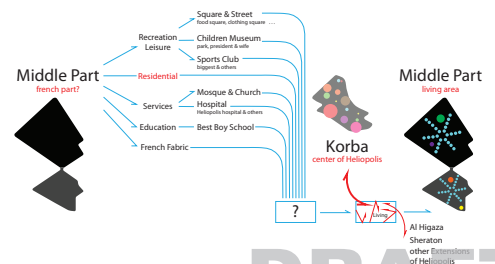 Middle Part
french part?
Recreation
Leisure
Square & Street
food square, clothing square ....
Children Museum
park, president & wife
Sports Club
biggest & others
Residential
Services
Mosque & Church
Hospital
Heliopolis hospital & others
Education
Best Boy School
French Fabric
?
Korba
center of Heliopolis
Living
Middle Part
living area
Al Higaza
Sheraton
other Extensions
of Heliopolis
DRAFT